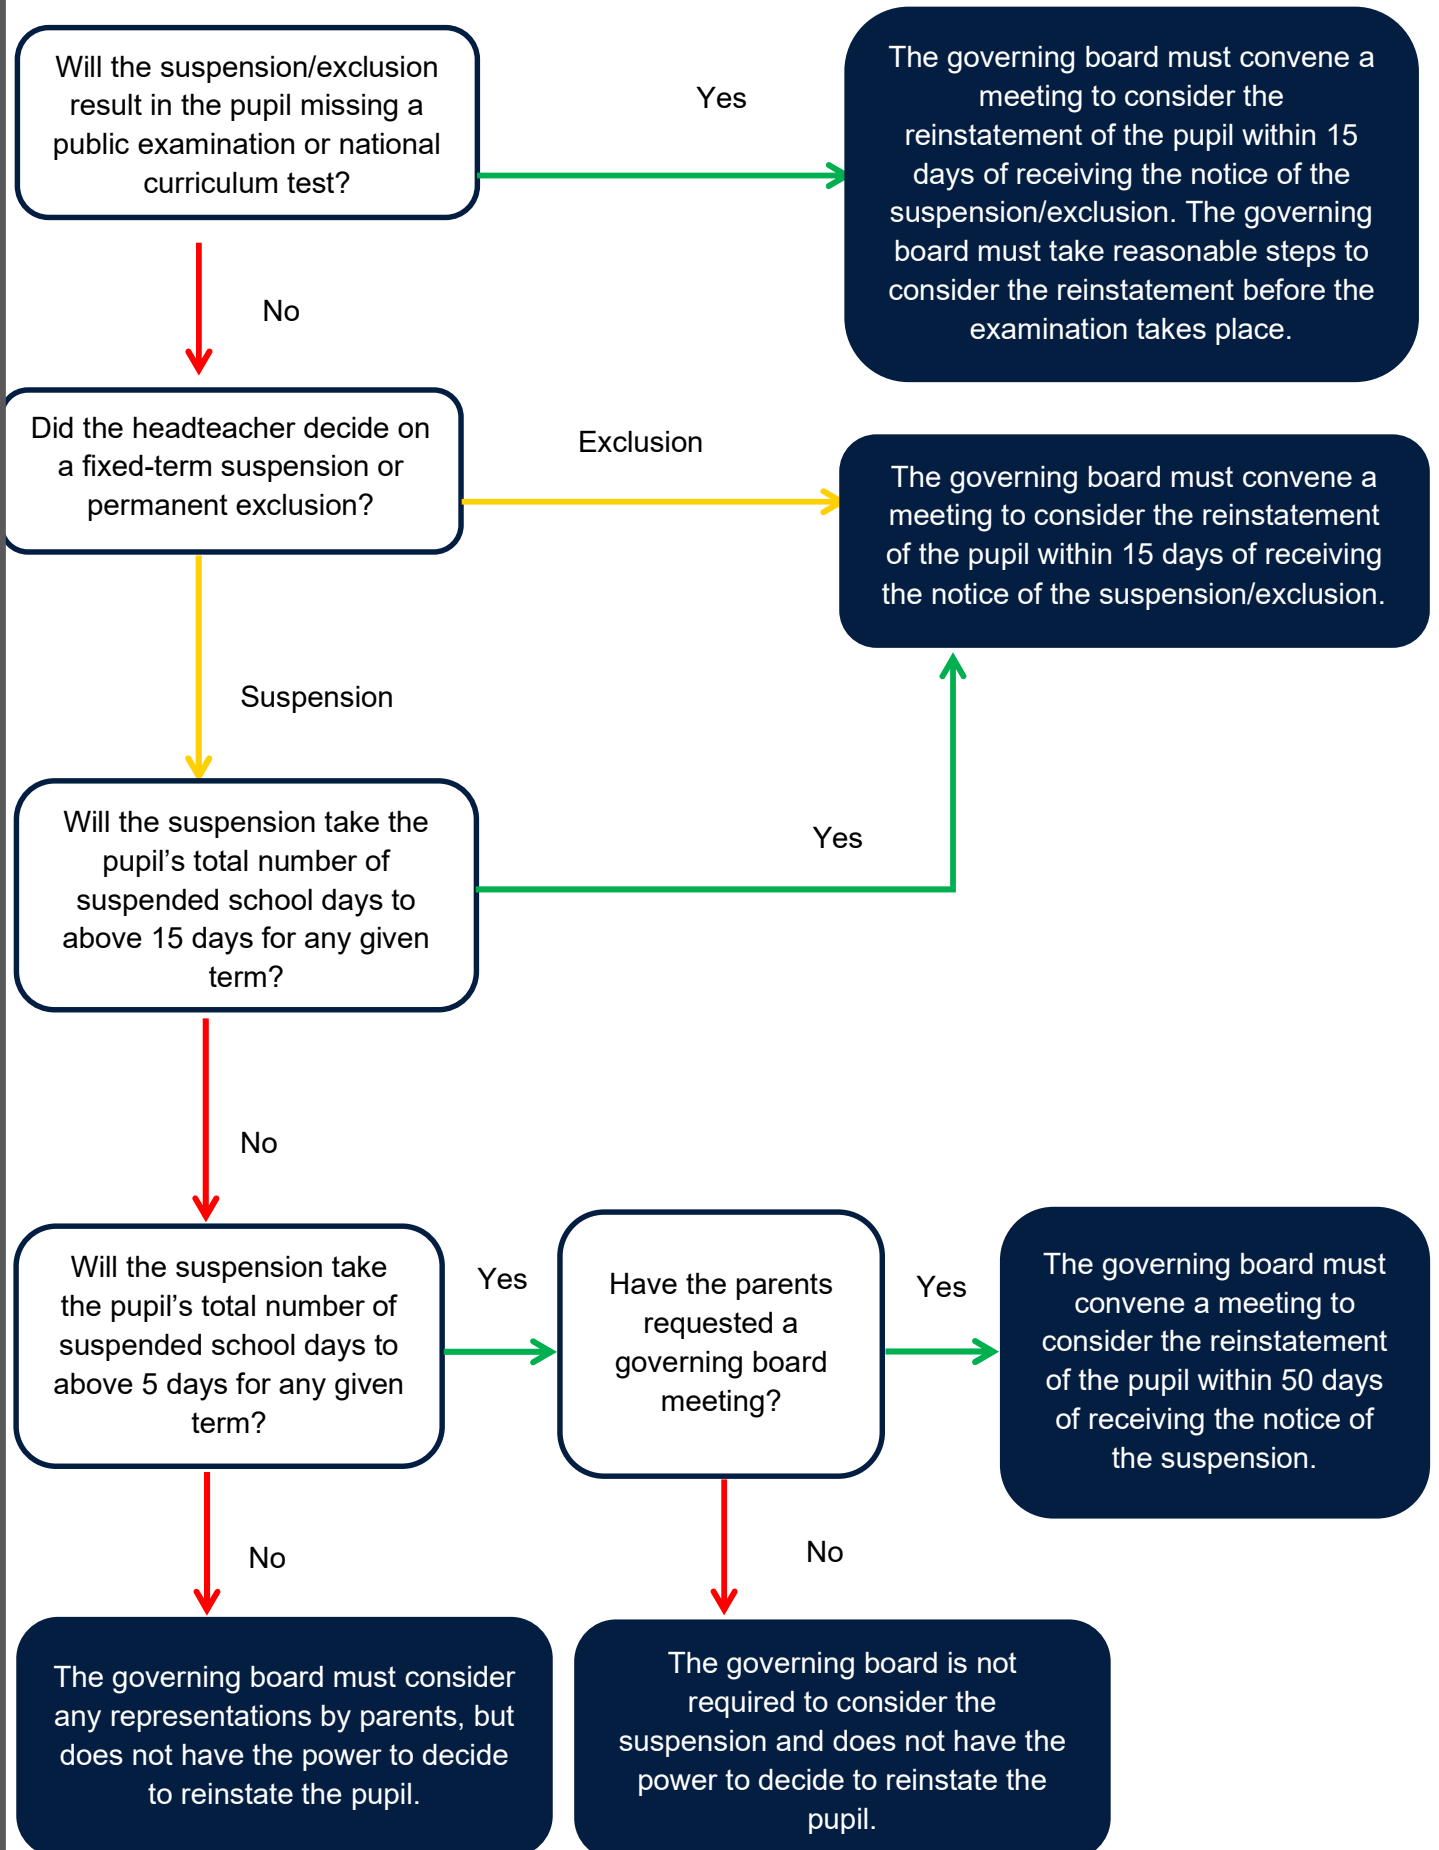 Will the suspension/exclusion
result in the pupil missing a
public examination or national
curriculum test?
Yes
The governing board must convene a
meeting to consider the
reinstatement of the pupil within 15
days of receiving the notice of the
suspension/exclusion. The governing
board must take reasonable steps to
consider the reinstatement before the
examination takes place.
No
Did the headteacher decide on
a fixed-term suspension or
permanent exclusion?
Exclusion
The governing board must convene a
meeting to consider the reinstatement
of the pupil within 15 days of receiving
the notice of the suspension/exclusion.
Suspension
Will the suspension take the
pupil’s total number of
suspended school days to
above 15 days for any given
term?
Yes
No
Will the suspension take
the pupil’s total number of
suspended school days to
above 5 days for any given
term?
Yes
Have the parents
requested a
governing board
meeting?
Yes
The governing board must
convene a meeting to
consider the reinstatement
of the pupil within 50 days
of receiving the notice of
the suspension.
No
No
The governing board must consider
any representations by parents, but
does not have the power to decide
to reinstate the pupil.
The governing board is not
required to consider the
suspension and does not have the
power to decide to reinstate the
pupil.